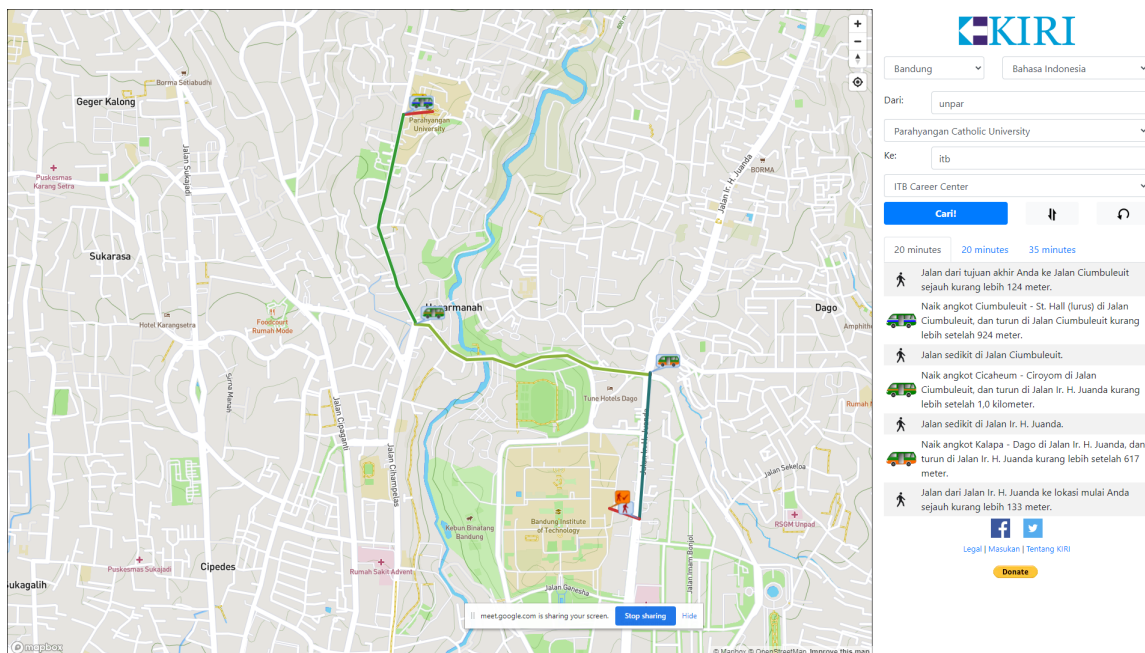 Borma Setiabudhi
Geger Kalong
Parahyangan
University
Puskesmas
Karang Setra
Jalan Sukajadi
Jalan Ir. H. Juanda
BORMA
Sukarasa
Dago
Hotel Karangsetra
Foodcourt
Rumah Mode
Tune Hotels Dago
Sirna Manah
Jalan Cipaganti
Jalan Cihampelas
Jalan Sekeloa
Kebun Binatang
Bandung
Bandung Institute
of Technology
RSGM Unpad
Puskesmas Sukajadi
Cipedes
Rumah Sakit Advent
Jalan Imam Bonjol
Jalan Ganesha
meet.google.com is sharing your screen.
Stop sharing
Hide
mapbox
© Mapbox © OpenStreetMap Improve this map
KIRI
Bandung
Bahasa Indonesia
Dari:
unpar
Parahyangan Catholic University
Ke:
itb
ITB Career Center
Cari!
20 minutes
20 minutes
35 minutes
Jalan dari tujuan akhir Anda ke Jalan Ciumbuleuit
sejauh kurang lebih 124 meter.
Naik angkot Ciumbuleuit - St. Hall (lurus) di Jalan
Ciumbuleuit, dan turun di Jalan Ciumbuleuit kurang
lebih setelah 924 meter.
Jalan sedikit di Jalan Ciumbuleuit.
Naik angkot Cicaheum - Ciroyom di Jalan
Ciumbuleuit, dan turun di Jalan Ir. H. Juanda kurang
lebih setelah 1,0 kilometer.
Jalan sedikit di Jalan Ir. H. Juanda.
Naik angkot Kalapa - Dago di Jalan Ir. H. Juanda, dan
turun di Jalan Ir. H. Juanda kurang lebih setelah 617
meter.
Jalan dari Jalan Ir. H. Juanda ke lokasi mulai Anda
sejauh kurang lebih 133 meter.
Legal | Masukan | Tentang KIRI
Donate